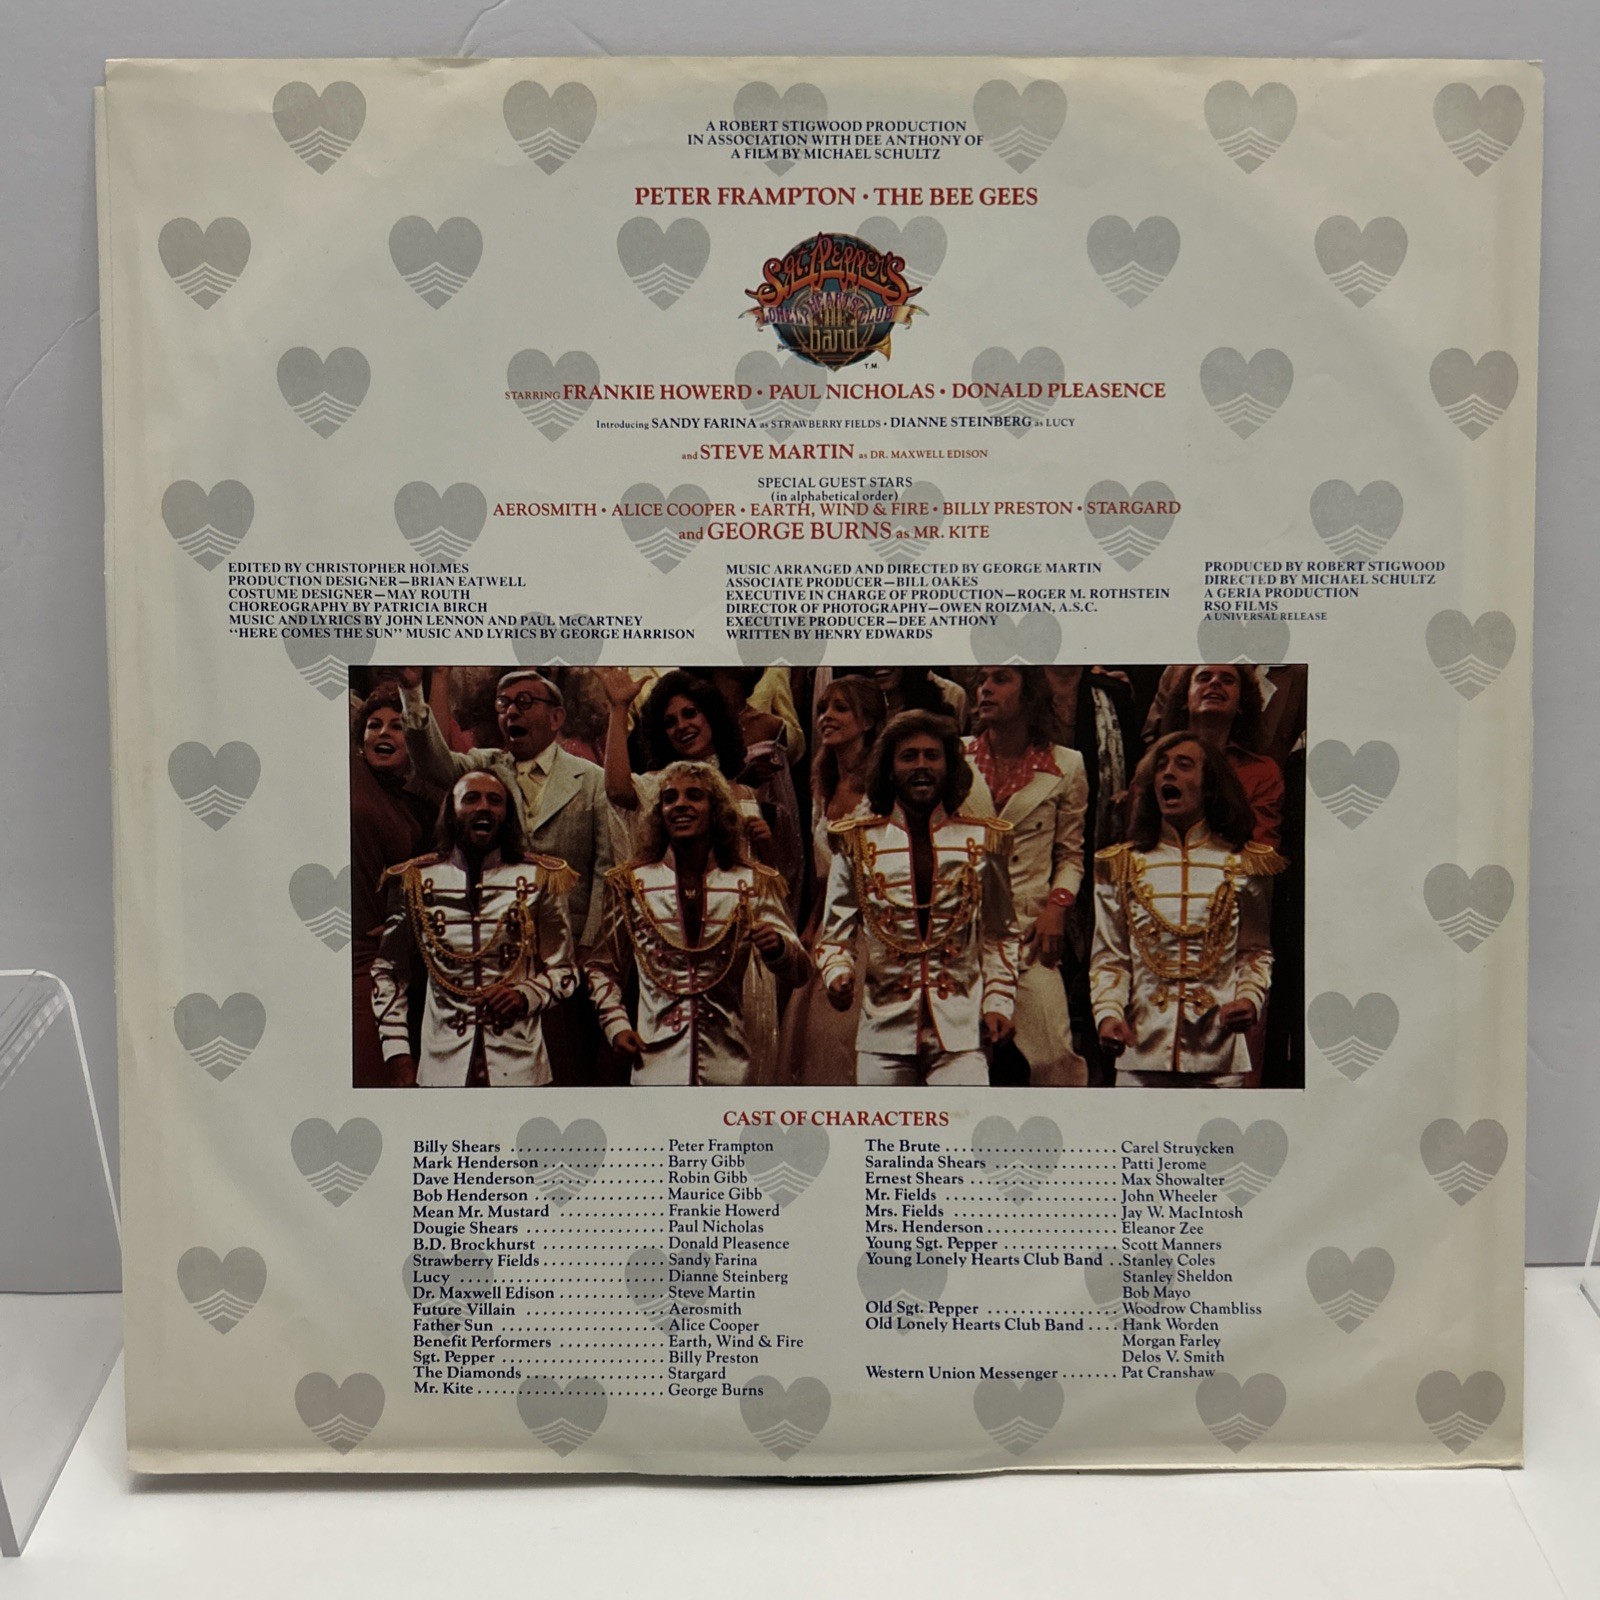 A ROBERT STIGWOOD PRODUCTION
IN ASSOCIATION WITH DEE ANTHONY OF
A FILM BY MICHAEL SCHULTZ
PETER FRAMPTON • THE BEE GEES
SGT. PEPPER'S
LONELY HEARTS CLUB
band
T.M.
STARRING FRANKIE HOWERD • PAUL NICHOLAS • DONALD PLEASENCE
Introducing SANDY FARINA as STRAWBERRY FIELDS • DIANNE STEINBERG as LUCY
and STEVE MARTIN as DR. MAXWELL EDISON
SPECIAL GUEST STARS
(in alphabetical order)
AEROSMITH • ALICE COOPER • EARTH, WIND & FIRE • BILLY PRESTON • STARGARD
and GEORGE BURNS as MR. KITE
EDITED BY CHRISTOPHER HOLMES
PRODUCTION DESIGNER—BRIAN EATWELL
COSTUME DESIGNER—MAY ROUTH
CHOREOGRAPHY BY PATRICIA BIRCH
MUSIC AND LYRICS BY JOHN LENNON AND PAUL McCARTNEY
“HERE COMES THE SUN” MUSIC AND LYRICS BY GEORGE HARRISON
MUSIC ARRANGED AND DIRECTED BY GEORGE MARTIN
ASSOCIATE PRODUCER—BILL OAKES
EXECUTIVE IN CHARGE OF PRODUCTION—ROGER M. ROTHSTEIN
DIRECTOR OF PHOTOGRAPHY—OWEN ROIZMAN, A.S.C.
EXECUTIVE PRODUCER—DEE ANTHONY
WRITTEN BY HENRY EDWARDS
PRODUCED BY ROBERT STIGWOOD
DIRECTED BY MICHAEL SCHULTZ
A GERIA PRODUCTION
RSO FILMS
A UNIVERSAL RELEASE
CAST OF CHARACTERS
Billy Shears ................... Peter Frampton
Mark Henderson............... Barry Gibb
Dave Henderson ............... Robin Gibb
Bob Henderson ................ Maurice Gibb
Mean Mr. Mustard ............. Frankie Howerd
Dougie Shears ................. Paul Nicholas
B.D. Brockhurst ............... Donald Pleasence
Strawberry Fields............... Sandy Farina
Lucy ......................... Dianne Steinberg
Dr. Maxwell Edison ............. Steve Martin
Future Villain ................. Aerosmith
Father Sun .................... Alice Cooper
Benefit Performers ............. Earth, Wind & Fire
Sgt. Pepper .................... Billy Preston
The Diamonds ................. Stargard
Mr. Kite ....................... George Burns
The Brute ..................... Carel Struycken
Saralinda Shears ............... Patti Jerome
Ernest Shears .................. Max Showalter
Mr. Fields ..................... John Wheeler
Mrs. Fields .................... Jay W. MacIntosh
Mrs. Henderson ................ Eleanor Zee
Young Sgt. Pepper .............. Scott Manners
Young Lonely Hearts Club Band ..Stanley Coles
Stanley Sheldon
Bob Mayo
Old Sgt. Pepper ................ Woodrow Chambliss
Old Lonely Hearts Club Band .... Hank Worden
Morgan Farley
Delos V. Smith
Western Union Messenger ....... Pat Cranshaw